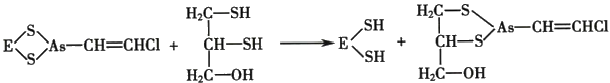 E S S As—CH=CHCl + H₂C—SH CH—SH H₂C—OH ⟶ E SH SH + H₂C—S CH—S H₂C—OH As—CH=CHCl